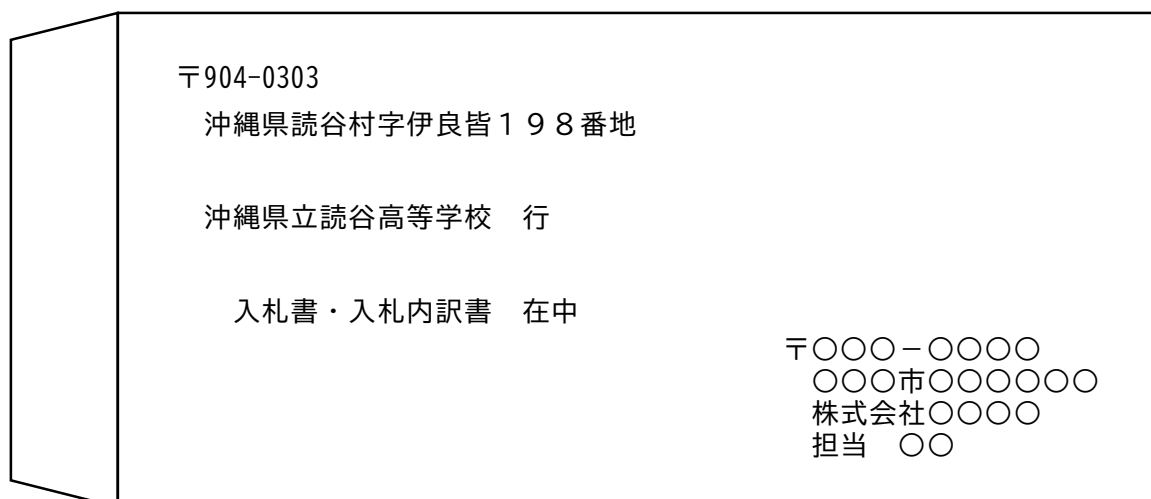 〒904-0303
沖縄県読谷村字伊良皆１９８番地
沖縄県立読谷高等学校　行
入札書・入札内訳書　在中
〒○○○－○○○○
○○○市○○○○○○
株式会社○○○○
担当　○○